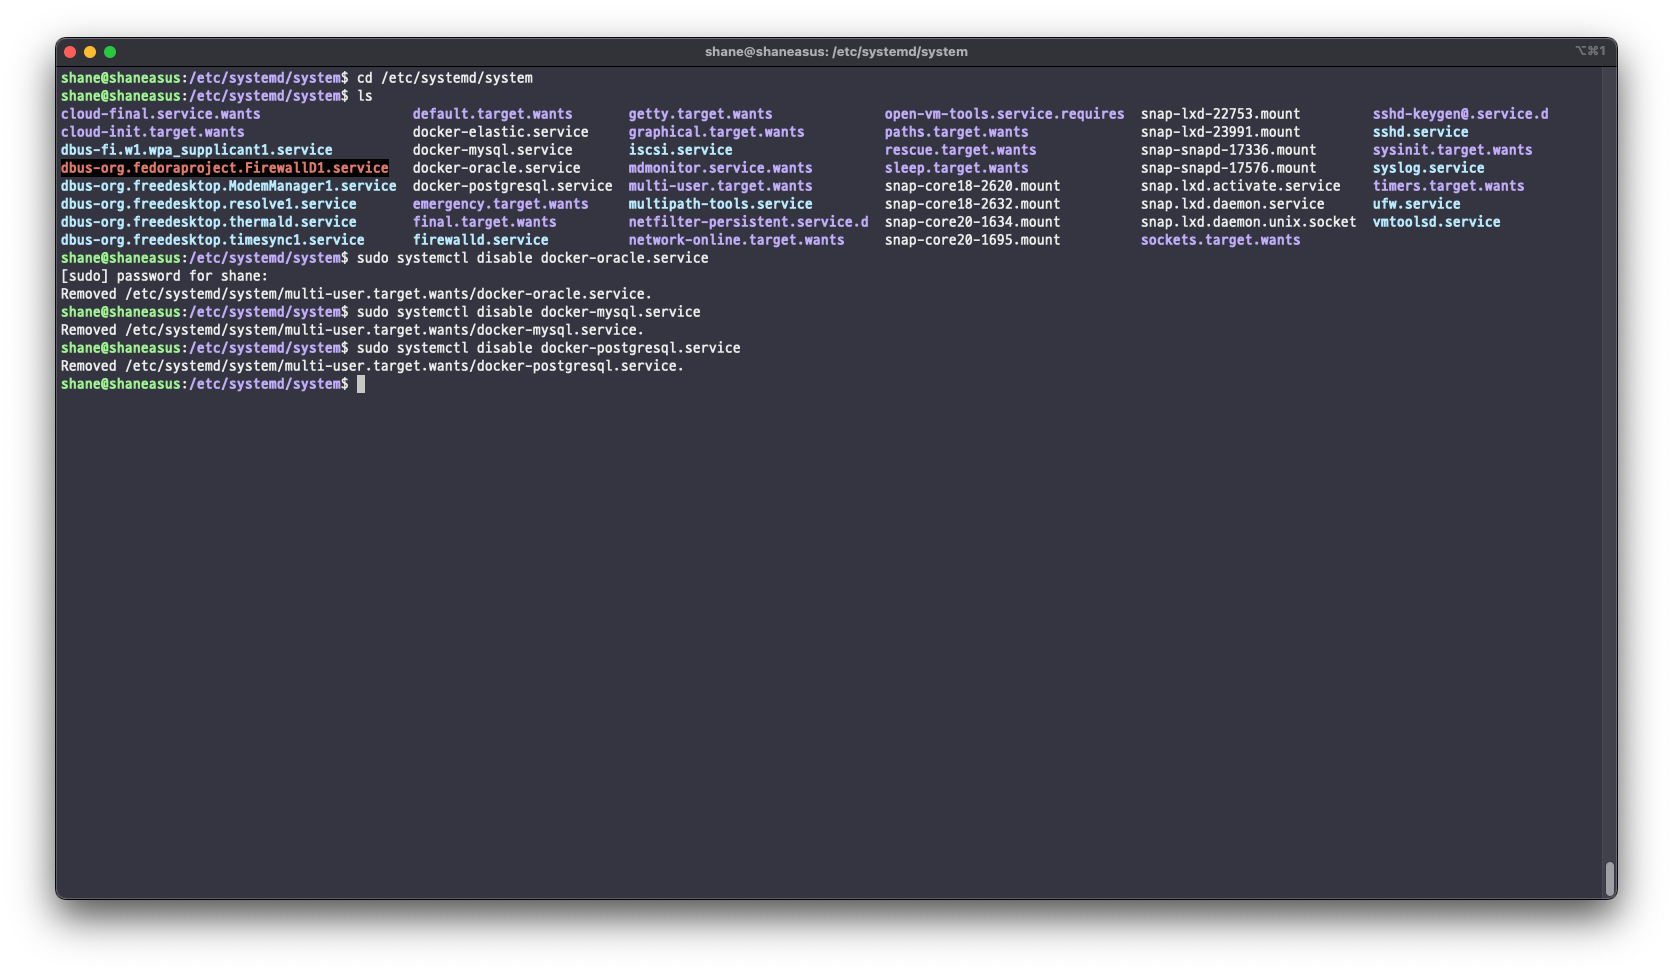 shane@shaneasus: /etc/systemd/system
⌥⌘1
shane@shaneasus:/etc/systemd/system$ cd /etc/systemd/system
shane@shaneasus:/etc/systemd/system$ ls
cloud-final.service.wants default.target.wants getty.target.wants open-vm-tools.service.requires snap-lxd-22753.mount sshd-keygen@.service.d
cloud-init.target.wants docker-elastic.service graphical.target.wants paths.target.wants snap-lxd-23991.mount sshd.service
dbus-fi.w1.wpa_supplicant1.service docker-mysql.service iscsi.service rescue.target.wants snap-snapd-17336.mount sysinit.target.wants
dbus-org.fedoraproject.FirewallD1.service docker-oracle.service mdmonitor.service.wants sleep.target.wants snap-snapd-17576.mount syslog.service
dbus-org.freedesktop.ModemManager1.service docker-postgresql.service multi-user.target.wants snap-core18-2620.mount snap.lxd.activate.service timers.target.wants
dbus-org.freedesktop.resolve1.service emergency.target.wants multipath-tools.service snap-core18-2632.mount snap.lxd.daemon.service ufw.service
dbus-org.freedesktop.thermald.service final.target.wants netfilter-persistent.service.d snap-core20-1634.mount snap.lxd.daemon.unix.socket vmtoolsd.service
dbus-org.freedesktop.timesync1.service firewalld.service network-online.target.wants snap-core20-1695.mount sockets.target.wants
shane@shaneasus:/etc/systemd/system$ sudo systemctl disable docker-oracle.service
[sudo] password for shane:
Removed /etc/systemd/system/multi-user.target.wants/docker-oracle.service.
shane@shaneasus:/etc/systemd/system$ sudo systemctl disable docker-mysql.service
Removed /etc/systemd/system/multi-user.target.wants/docker-mysql.service.
shane@shaneasus:/etc/systemd/system$ sudo systemctl disable docker-postgresql.service
Removed /etc/systemd/system/multi-user.target.wants/docker-postgresql.service.
shane@shaneasus:/etc/systemd/system$